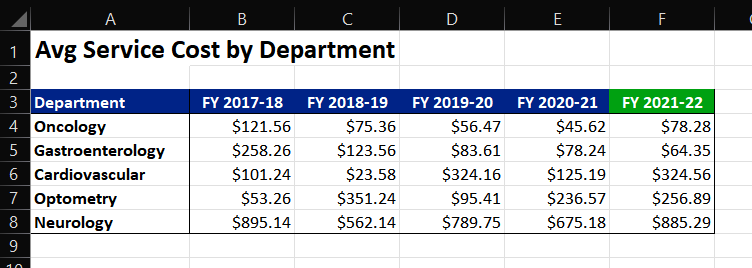 A B C D E F
1 Avg Service Cost by Department
2
3 Department FY 2017-18 FY 2018-19 FY 2019-20 FY 2020-21 FY 2021-22
4 Oncology $121.56 $75.36 $56.47 $45.62 $78.28
5 Gastroenterology $258.26 $123.56 $83.61 $78.24 $64.35
6 Cardiovascular $101.24 $23.58 $324.16 $125.19 $324.56
7 Optometry $53.26 $351.24 $95.41 $236.57 $256.89
8 Neurology $895.14 $562.14 $789.75 $675.18 $885.29
9